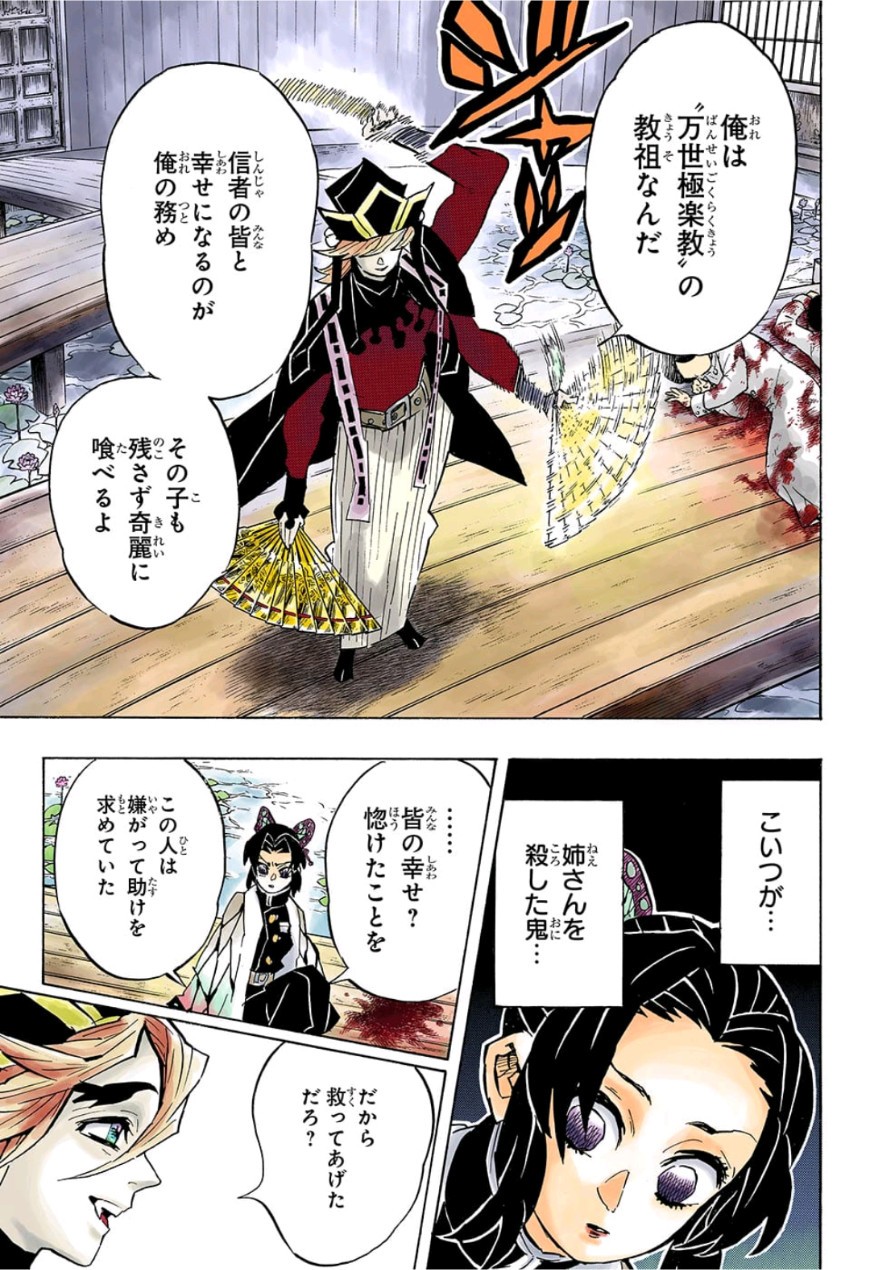 俺は
〝万世極楽教〟の
教祖なんだ
信者の皆と
幸せになるのが
俺の務め
その子も
残さず奇麗に
喰べるよ
こいつが…
姉さんを
殺した鬼…
……
皆の幸せ?
惚けたことを
この人は
嫌がって助けを
求めていた
だから
救ってあげた
だろ?